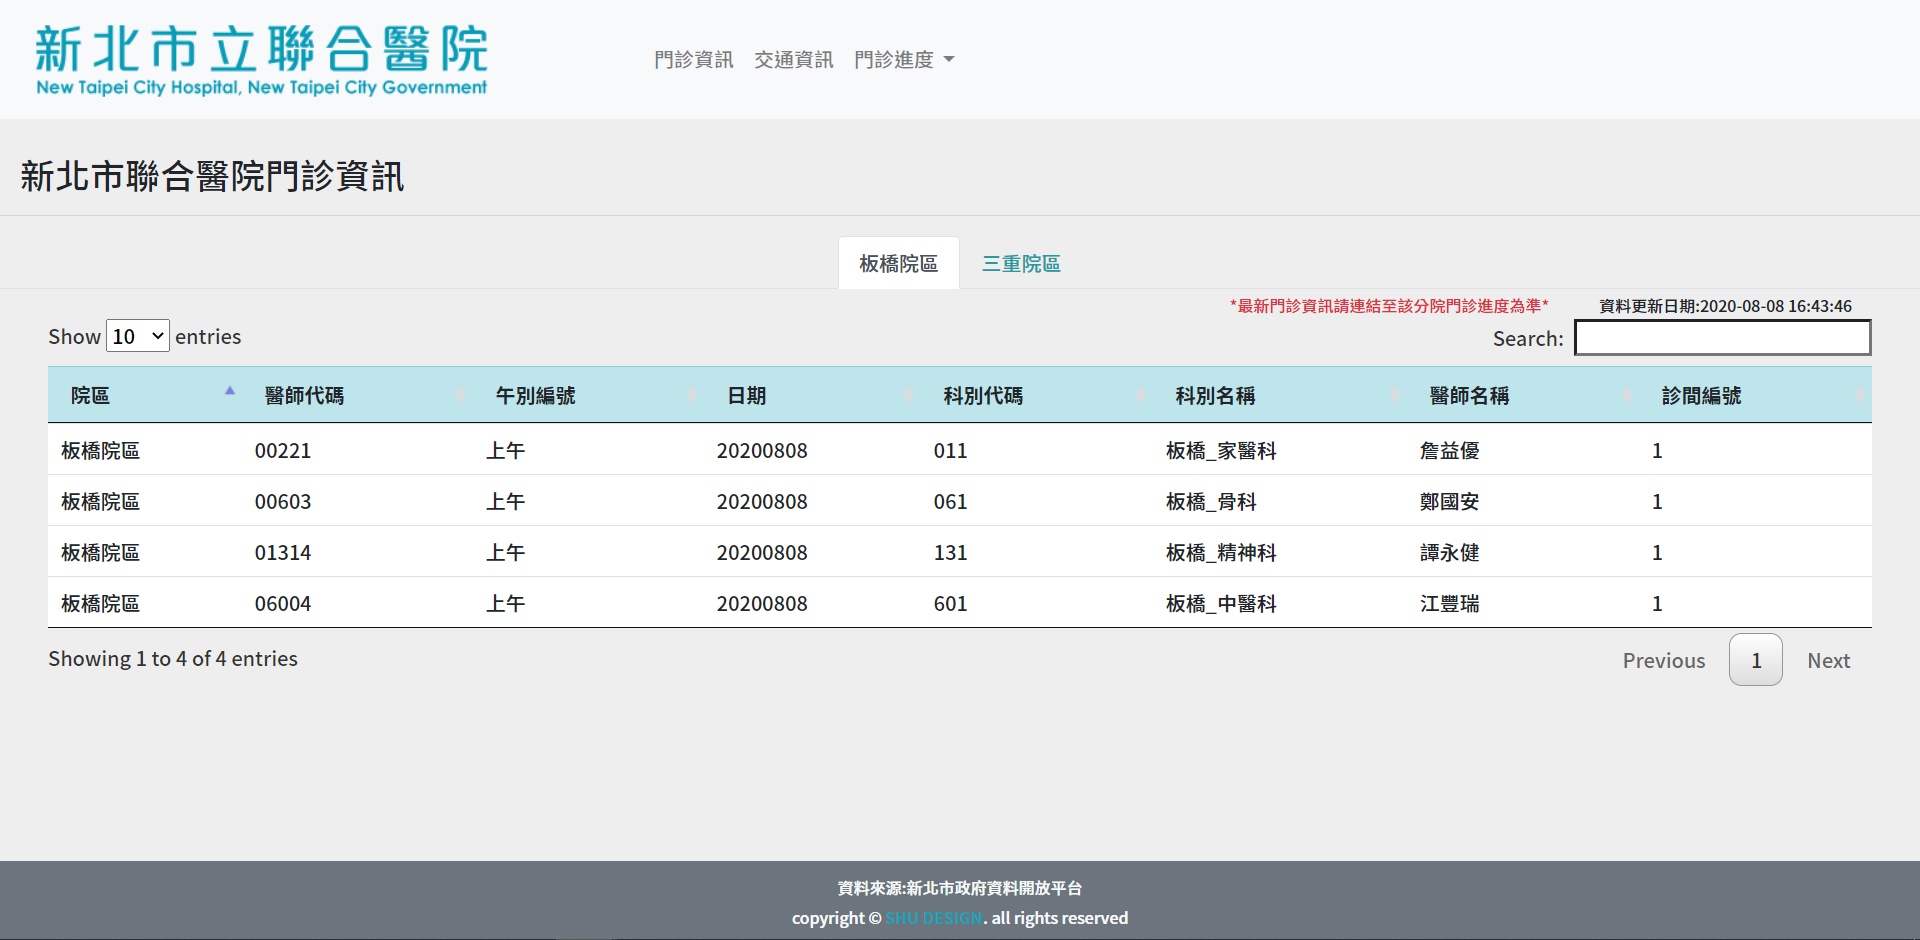 新北市立聯合醫院
New Taipei City Hospital, New Taipei City Government
門診資訊 交通資訊 門診進度
新北市聯合醫院門診資訊
板橋院區 三重院區
*最新門診資訊請連結至該分院門診進度為準* 資料更新日期:2020-08-08 16:43:46
Show 10 entries Search:
院區 醫師代碼 午別編號 日期 科別代碼 科別名稱 醫師名稱 診間編號
板橋院區 00221 上午 20200808 011 板橋_家醫科 詹益優 1
板橋院區 00603 上午 20200808 061 板橋_骨科 鄭國安 1
板橋院區 01314 上午 20200808 131 板橋_精神科 譚永健 1
板橋院區 06004 上午 20200808 601 板橋_中醫科 江豐瑞 1
Showing 1 to 4 of 4 entries Previous 1 Next
資料來源:新北市政府資料開放平台
copyright © SHU DESIGN. all rights reserved